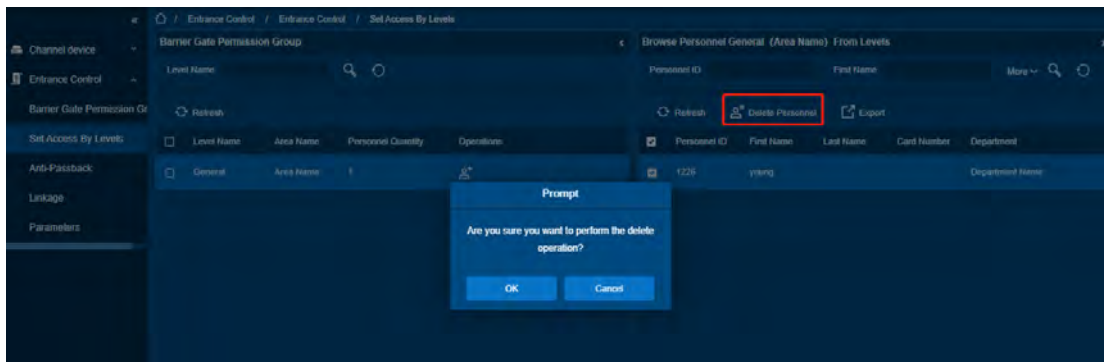 « / Entrance Control / Entrance Control / Set Access By Levels
Channel device
Entrance Control
Barrier Gate Permission Gr
Set Access By Levels
Anti-Passback
Linkage
Parameters
Barrier Gate Permission Group
Level Name
Refresh
Level Name Area Name Personnel Quantity Operations
General Area Name 1
Browse Personnel General (Area Name) From Levels
Personnel ID First Name More
Refresh Delete Personnel Export
Personnel ID First Name Last Name Card Number Department
1226 young Department Name
Prompt
Are you sure you want to perform the delete
operation?
OK Cancel